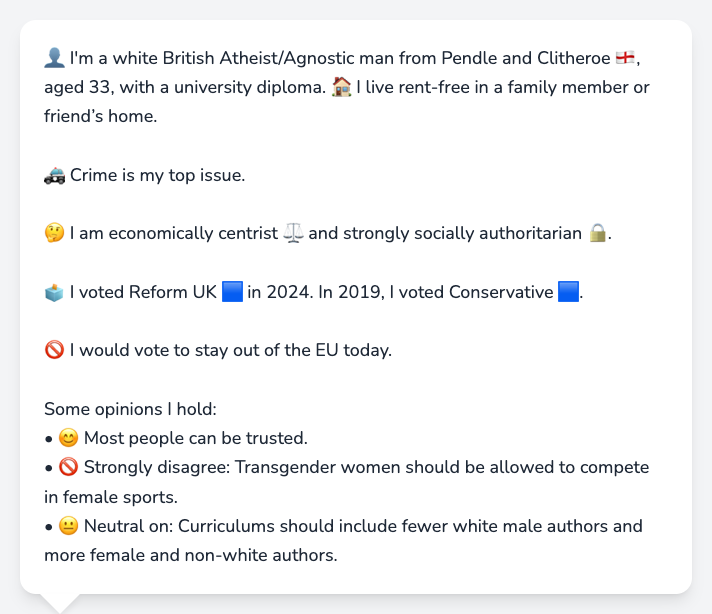 👤 I'm a white British Atheist/Agnostic man from Pendle and Clitheroe 🏴󠁧󠁢󠁥󠁮󠁧󠁿,
aged 33, with a university diploma. 🏠 I live rent-free in a family member or
friend’s home.
🚓 Crime is my top issue.
🤔 I am economically centrist ⚖️ and strongly socially authoritarian 🔒.
🗳️ I voted Reform UK 🟦 in 2024. In 2019, I voted Conservative 🟦.
🚫 I would vote to stay out of the EU today.
Some opinions I hold:
• 😊 Most people can be trusted.
• 🚫 Strongly disagree: Transgender women should be allowed to compete
in female sports.
• 😐 Neutral on: Curriculums should include fewer white male authors and
more female and non-white authors.